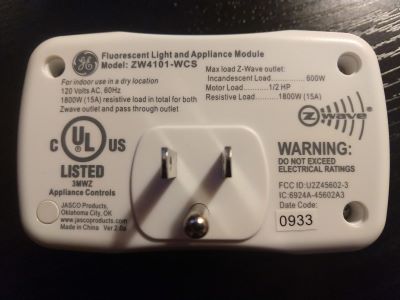 GE
Fluorescent Light and Appliance Module
Model: ZW4101-WCS
For indoor use in a dry location
120 Volts AC, 60Hz
1800W (15A) resistive load in total for both
Zwave outlet and pass through outlet
Max load Z-Wave outlet:
Incandescent Load.............600W
Motor Load................1/2 HP
Resistive Load.........1800W (15A)
C UL US
®
LISTED
3MWZ
Appliance Controls
Z wave
WARNING:
DO NOT EXCEED
ELECTRICAL RATINGS
FCC ID:U2Z45602-3
IC:6924A-45602A3
Date Code:
0933
JASCO Products,
Oklahoma City, OK
www.jascoproducts.com
Made in China Ver 2.0a